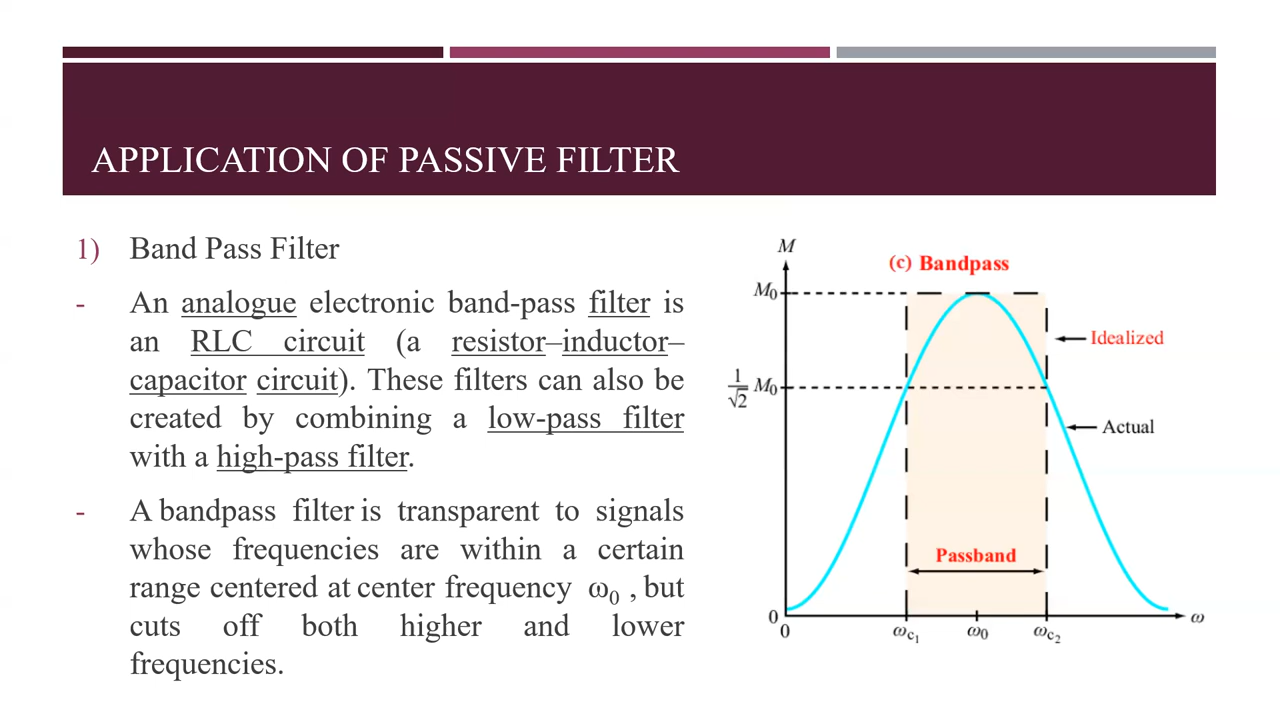 APPLICATION OF PASSIVE FILTER
1) Band Pass Filter
- An analogue electronic band-pass filter is
an RLC circuit (a resistor–inductor–
capacitor circuit). These filters can also be
created by combining a low-pass filter
with a high-pass filter.
- A bandpass filter is transparent to signals
whose frequencies are within a certain
range centered at center frequency ω₀ , but
cuts off both higher and lower
frequencies.
M
(c) Bandpass
M₀
Idealized
1/√2 M₀
Actual
Passband
0
0 ωc₁ ω₀ ωc₂ ω